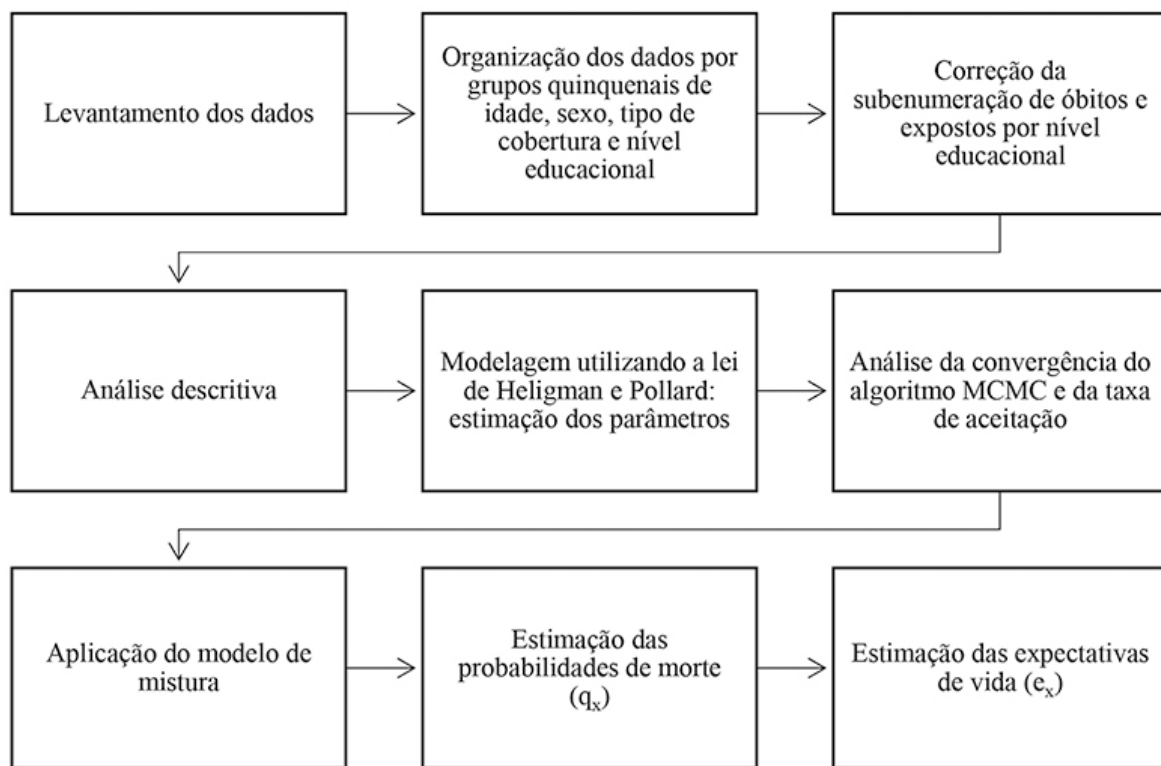 Levantamento dos dados
Organização dos dados por
grupos quinquenais de
idade, sexo, tipo de
cobertura e nível
educacional
Correção da
subenumeração de óbitos e
expostos por nível
educacional
Análise descritiva
Modelagem utilizando a lei
de Heligman e Pollard:
estimação dos parâmetros
Análise da convergência do
algoritmo MCMC e da taxa
de aceitação
Aplicação do modelo de
mistura
Estimação das
probabilidades de morte
(qₓ)
Estimação das expectativas
de vida (eₓ)